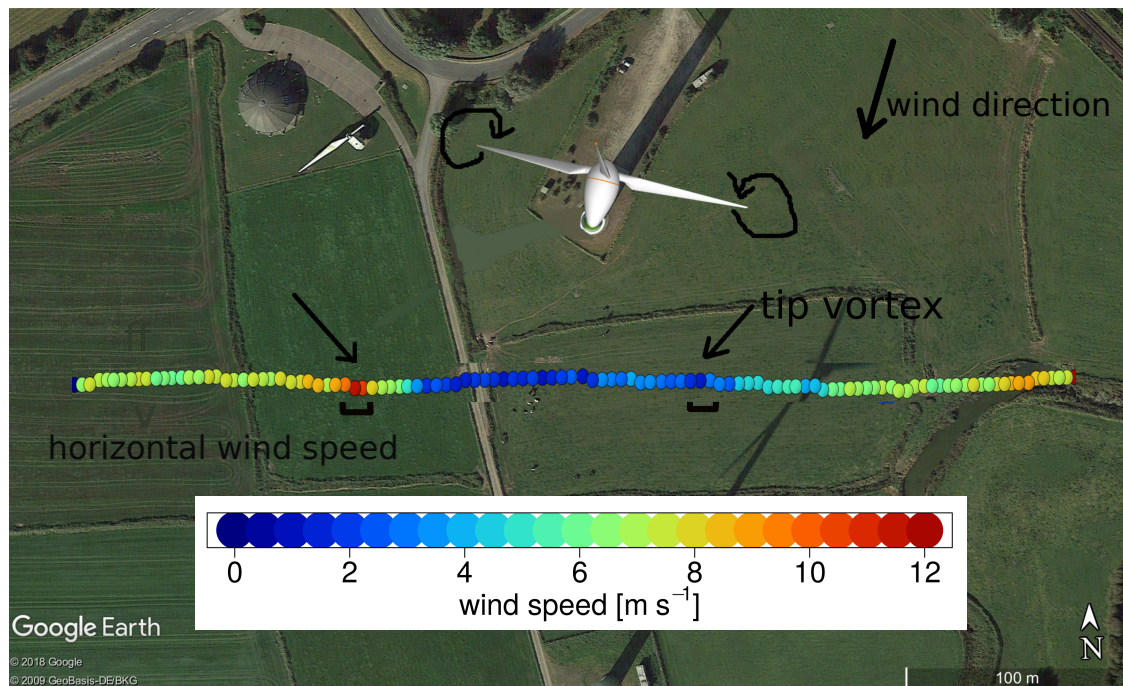 wind direction
tip vortex
ff
v
horizontal wind speed
0 2 4 6 8 10 12
wind speed [m s⁻¹]
Google Earth
N
© 2018 Google
© 2009 GeoBasis-DE/BKG
100 m